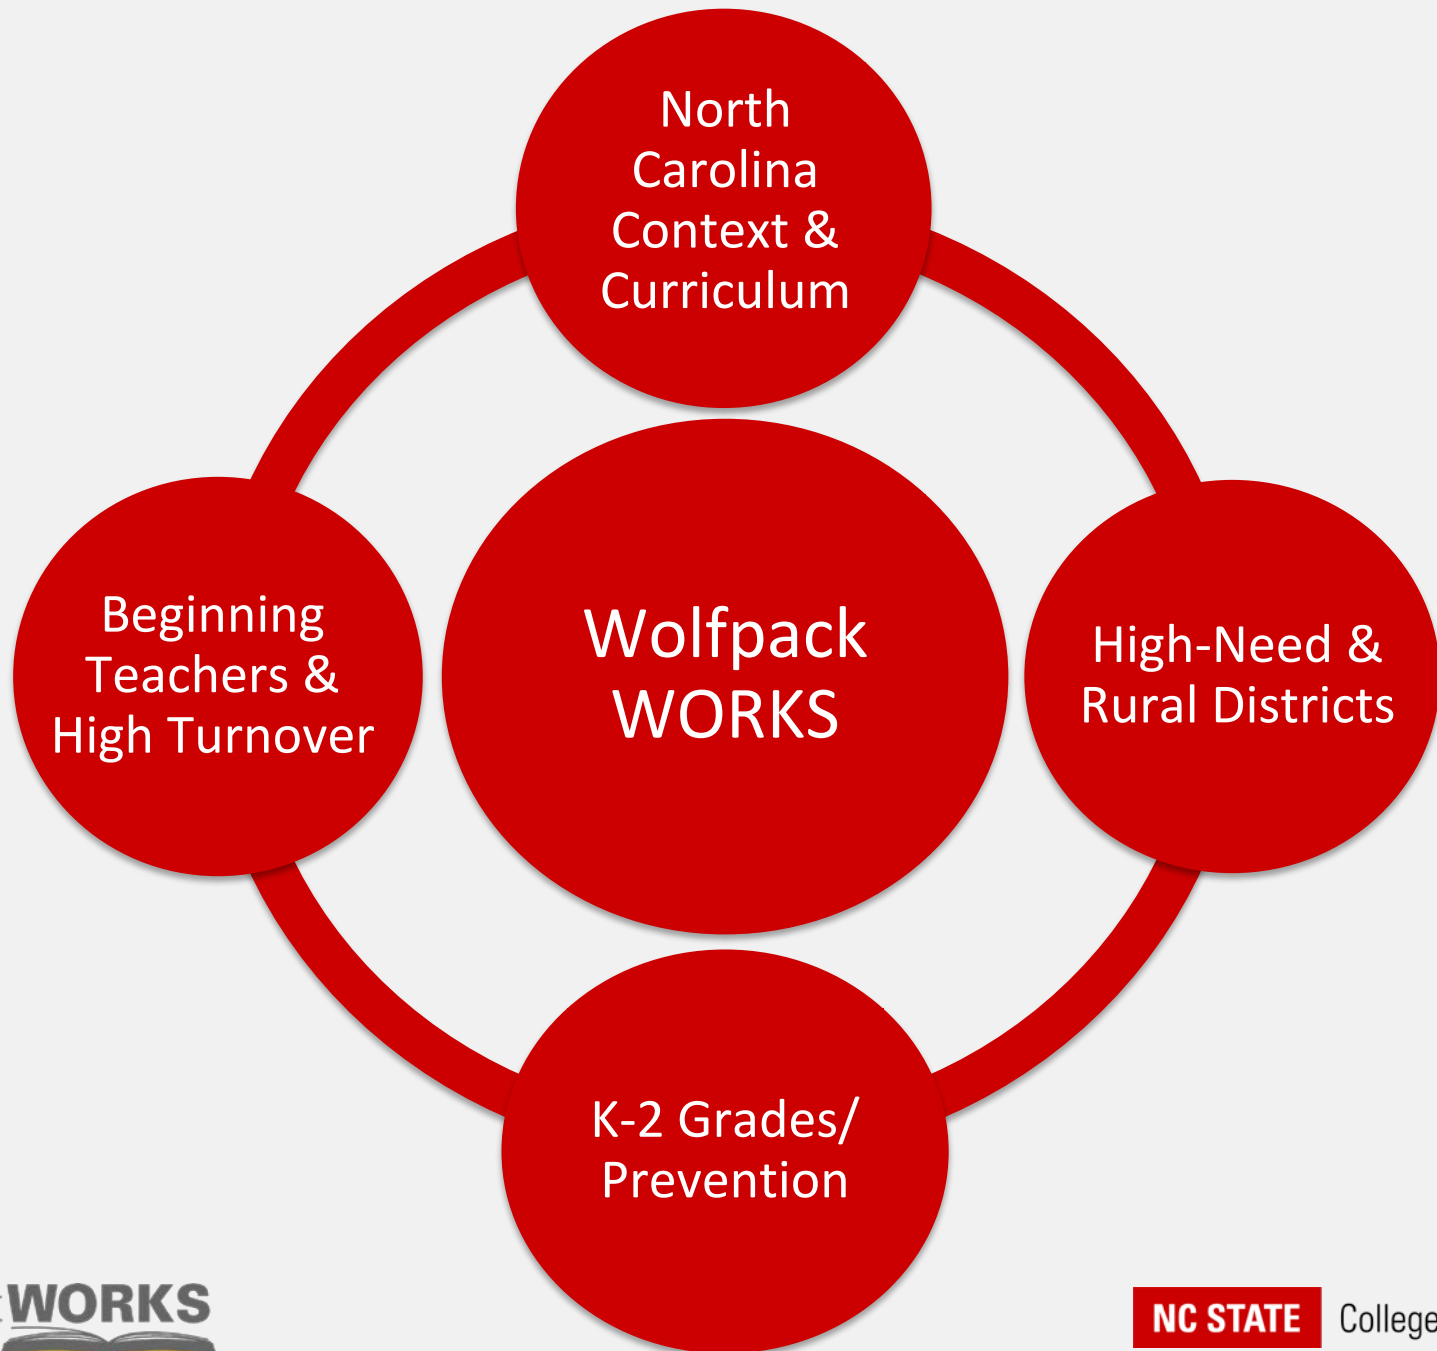 North
Carolina
Context &
Curriculum
Beginning
Teachers &
High Turnover
Wolfpack
WORKS
High-Need &
Rural Districts
K-2 Grades/
Prevention
WORKS
NC STATE College